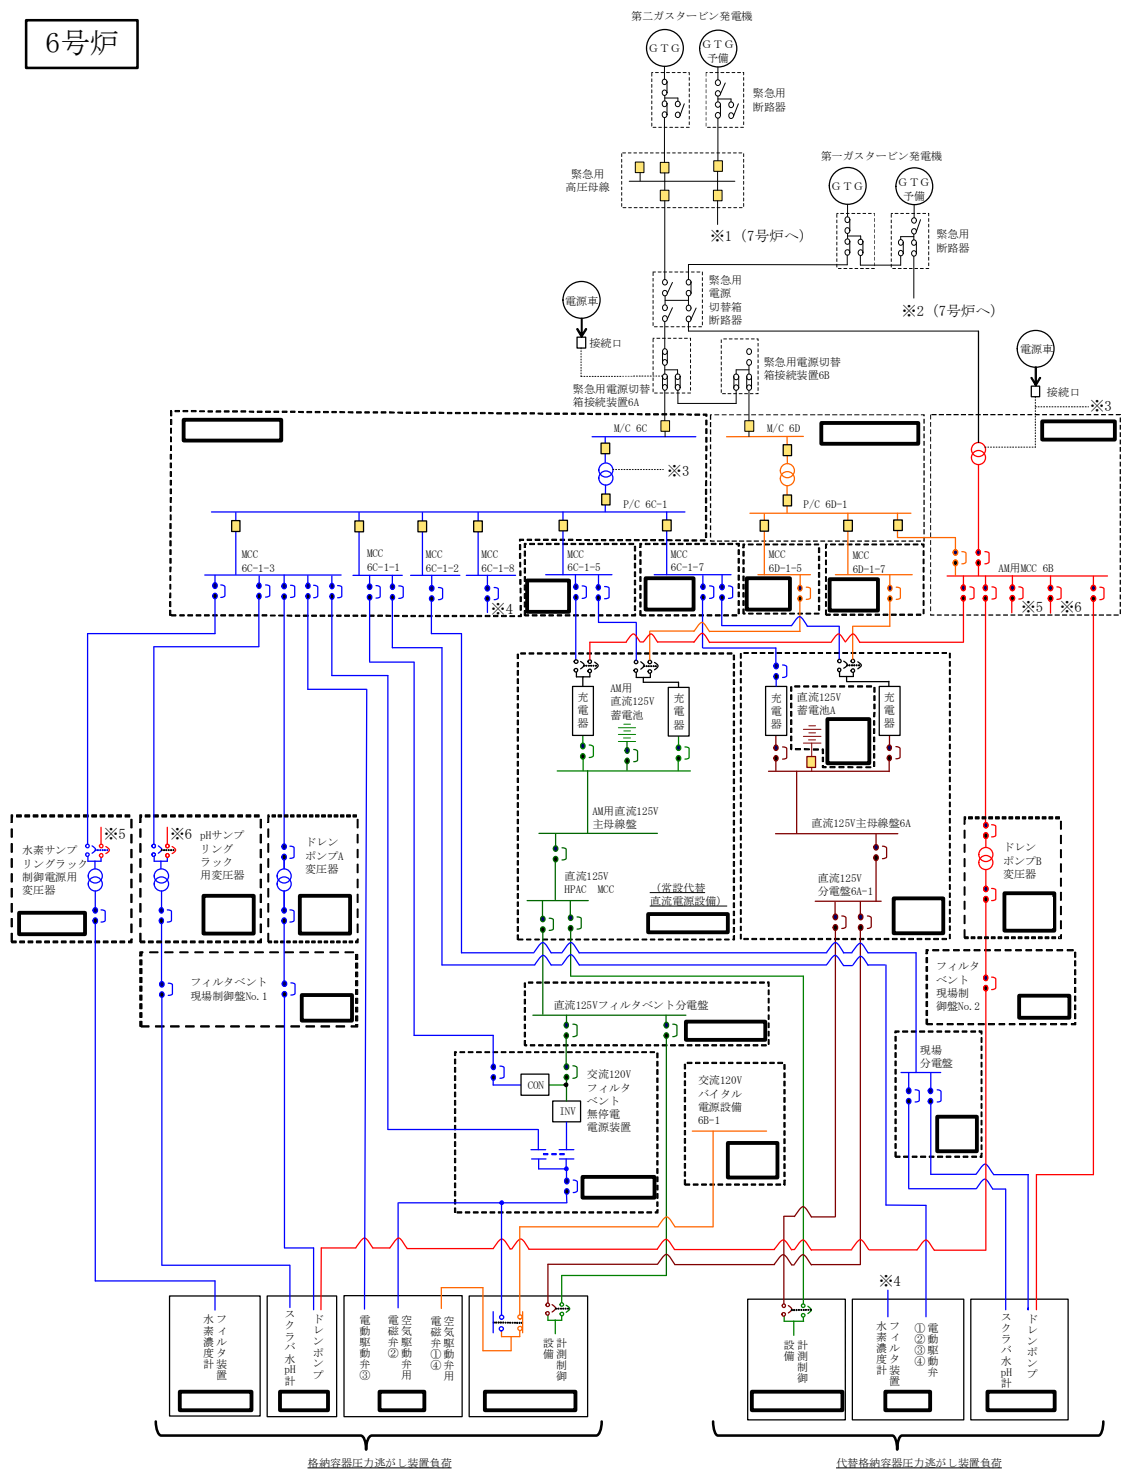 6号炉
第二ガスタービン発電機
GTG
GTG
予備
緊急用
断路器
緊急用
高圧母線
※1 (7号炉へ)
第一ガスタービン発電機
GTG
GTG
予備
緊急用
断路器
※2 (7号炉へ)
緊急用
電源
切替箱
断路器
電源車
接続口
緊急用電源切替
箱接続装置6A
緊急用電源切替
箱接続装置6B
電源車
接続口
※3
M/C 6C
M/C 6D
※3
P/C 6C-1
P/C 6D-1
MCC
6C-1-3
MCC
6C-1-1
MCC
6C-1-2
MCC
6C-1-8
MCC
6C-1-5
MCC
6C-1-7
MCC
6D-1-5
MCC
6D-1-7
AM用MCC 6B
※4
※5
※6
充電器
AM用
直流125V
蓄電池
充電器
充電器
直流125V
蓄電池A
充電器
AM用直流125V
主母線盤
直流125V主母線盤6A
直流125V
HPAC MCC
(常設代替
直流電源設備)
直流125V
分電盤6A-1
※5
水素サンプ
リングラック
制御電源用
変圧器
※6
pHサンプ
リング
ラック
用変圧器
ドレン
ポンプA
変圧器
ドレン
ポンプB
変圧器
フィルタベント
現場制御盤No.1
フィルタ
ベント
現場制
御盤No.2
直流125Vフィルタベント分電盤
現場
分電盤
CON
INV
交流120V
フィルタ
ベント
無停電
電源装置
交流120V
バイタル
電源設備
6B-1
フィルタ装置
水素濃度計
スクラバ水pH計
ドレンポンプ
電動駆動弁③
空気駆動弁用
電磁弁②
空気駆動弁用
電磁弁①④
計測制御
設備
計測制御
設備
※4
フィルタ装置
水素濃度計
電動駆動弁
①②③④
スクラバ水pH計
ドレンポンプ
格納容器圧力逃がし装置負荷
代替格納容器圧力逃がし装置負荷